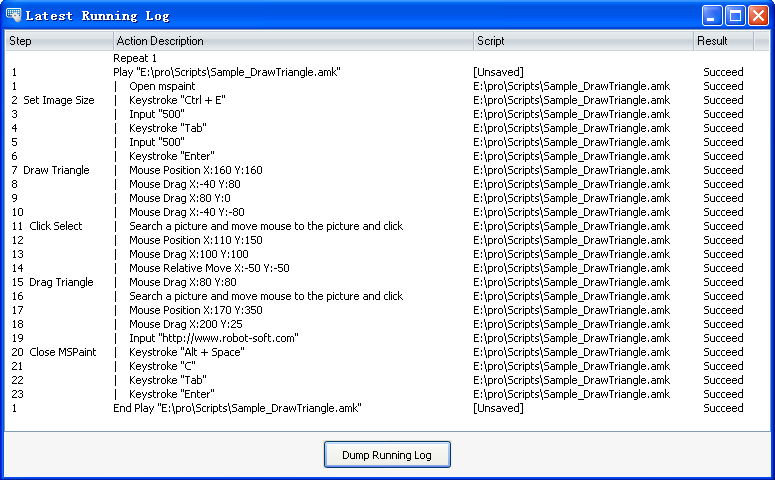 Latest Running Log
Step Action Description Script Result
Repeat 1
1 Play "E:\pro\Scripts\Sample_DrawTriangle.amk" [Unsaved] Succeed
1 | Open mspaint E:\pro\Scripts\Sample_DrawTriangle.amk Succeed
2 Set Image Size | Keystroke "Ctrl + E" E:\pro\Scripts\Sample_DrawTriangle.amk Succeed
3 | Input "500" E:\pro\Scripts\Sample_DrawTriangle.amk Succeed
4 | Keystroke "Tab" E:\pro\Scripts\Sample_DrawTriangle.amk Succeed
5 | Input "500" E:\pro\Scripts\Sample_DrawTriangle.amk Succeed
6 | Keystroke "Enter" E:\pro\Scripts\Sample_DrawTriangle.amk Succeed
7 Draw Triangle | Mouse Position X:160 Y:160 E:\pro\Scripts\Sample_DrawTriangle.amk Succeed
8 | Mouse Drag X:-40 Y:80 E:\pro\Scripts\Sample_DrawTriangle.amk Succeed
9 | Mouse Drag X:80 Y:0 E:\pro\Scripts\Sample_DrawTriangle.amk Succeed
10 | Mouse Drag X:-40 Y:-80 E:\pro\Scripts\Sample_DrawTriangle.amk Succeed
11 Click Select | Search a picture and move mouse to the picture and click E:\pro\Scripts\Sample_DrawTriangle.amk Succeed
12 | Mouse Position X:110 Y:150 E:\pro\Scripts\Sample_DrawTriangle.amk Succeed
13 | Mouse Drag X:100 Y:100 E:\pro\Scripts\Sample_DrawTriangle.amk Succeed
14 | Mouse Relative Move X:-50 Y:-50 E:\pro\Scripts\Sample_DrawTriangle.amk Succeed
15 Drag Triangle | Mouse Drag X:80 Y:80 E:\pro\Scripts\Sample_DrawTriangle.amk Succeed
16 | Search a picture and move mouse to the picture and click E:\pro\Scripts\Sample_DrawTriangle.amk Succeed
17 | Mouse Position X:170 Y:350 E:\pro\Scripts\Sample_DrawTriangle.amk Succeed
18 | Mouse Drag X:200 Y:25 E:\pro\Scripts\Sample_DrawTriangle.amk Succeed
19 | Input "http://www.robot-soft.com" E:\pro\Scripts\Sample_DrawTriangle.amk Succeed
20 Close MSPaint | Keystroke "Alt + Space" E:\pro\Scripts\Sample_DrawTriangle.amk Succeed
21 | Keystroke "C" E:\pro\Scripts\Sample_DrawTriangle.amk Succeed
22 | Keystroke "Tab" E:\pro\Scripts\Sample_DrawTriangle.amk Succeed
23 | Keystroke "Enter" E:\pro\Scripts\Sample_DrawTriangle.amk Succeed
1 End Play "E:\pro\Scripts\Sample_DrawTriangle.amk" [Unsaved] Succeed
Dump Running Log